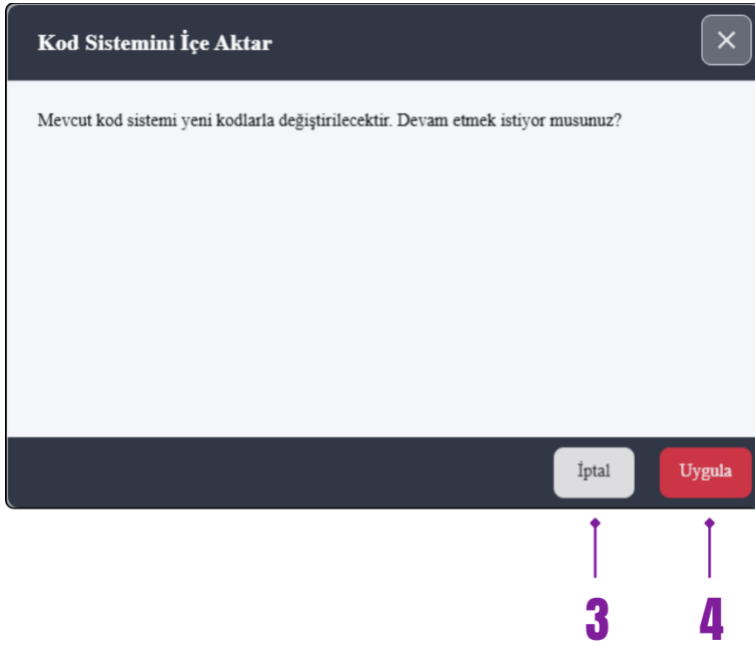 Kod Sistemini İçe Aktar
Mevcut kod sistemi yeni kodlarla değiştirilecektir. Devam etmek istiyor musunuz?
İptal
Uygula
3
4